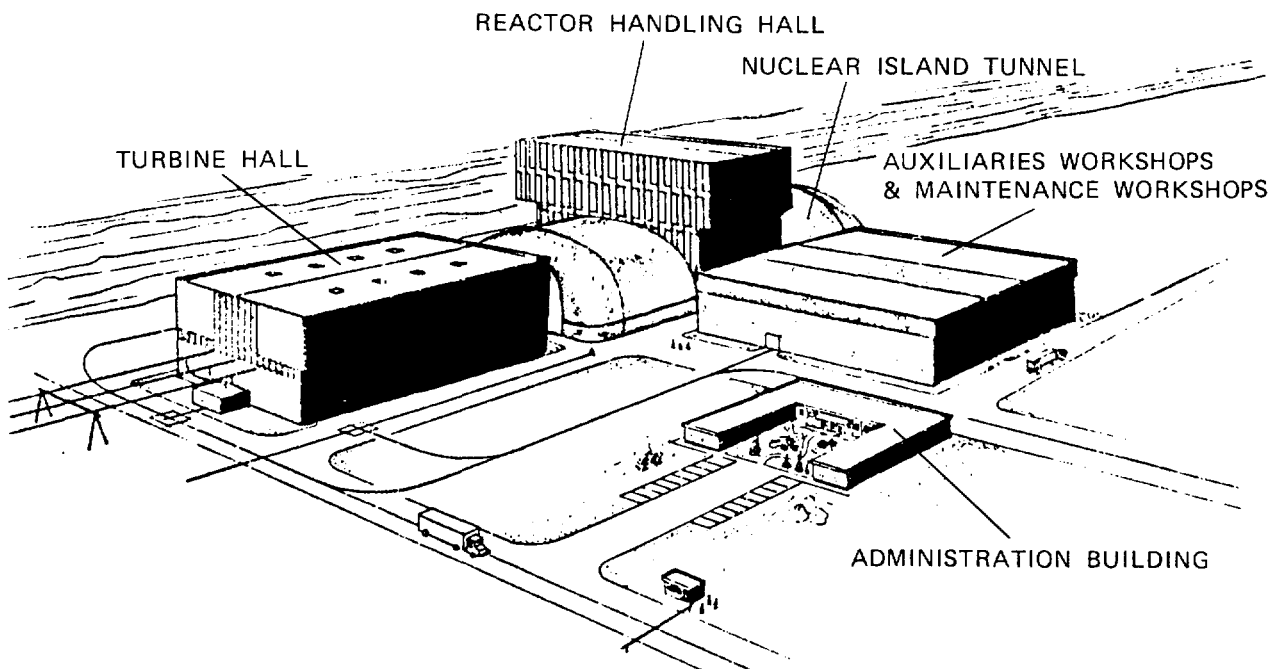 REACTOR HANDLING HALL
NUCLEAR ISLAND TUNNEL
TURBINE HALL
AUXILIARIES WORKSHOPS
& MAINTENANCE WORKSHOPS
ADMINISTRATION BUILDING